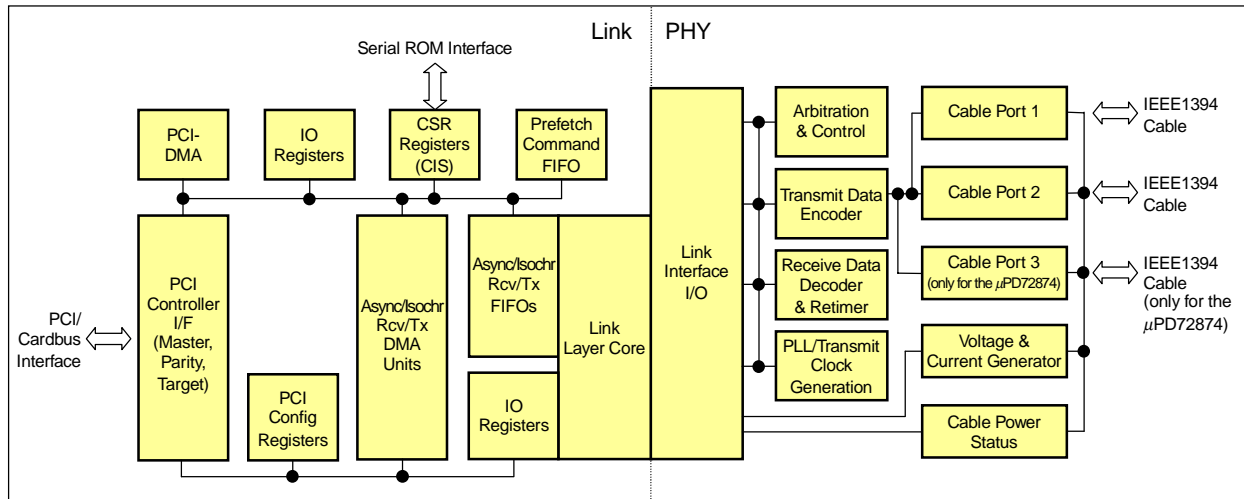 Link
PHY
Serial ROM Interface
PCI-
DMA
IO
Registers
CSR
Registers
(CIS)
Prefetch
Command
FIFO
PCI
Controller
I/F
(Master,
Parity,
Target)
PCI/
Cardbus
Interface
PCI
Config
Registers
Async/Isochr
Rcv/Tx
DMA
Units
Async/Isochr
Rcv/Tx
FIFOs
IO
Registers
Link
Layer Core
Link
Interface
I/O
Arbitration
& Control
Transmit Data
Encoder
Receive Data
Decoder
& Retimer
PLL/Transmit
Clock
Generation
Cable Port 1
Cable Port 2
Cable Port 3
(only for the µPD72874)
Voltage &
Current Generator
Cable Power
Status
IEEE1394
Cable
IEEE1394
Cable
IEEE1394
Cable
(only for the
µPD72874)